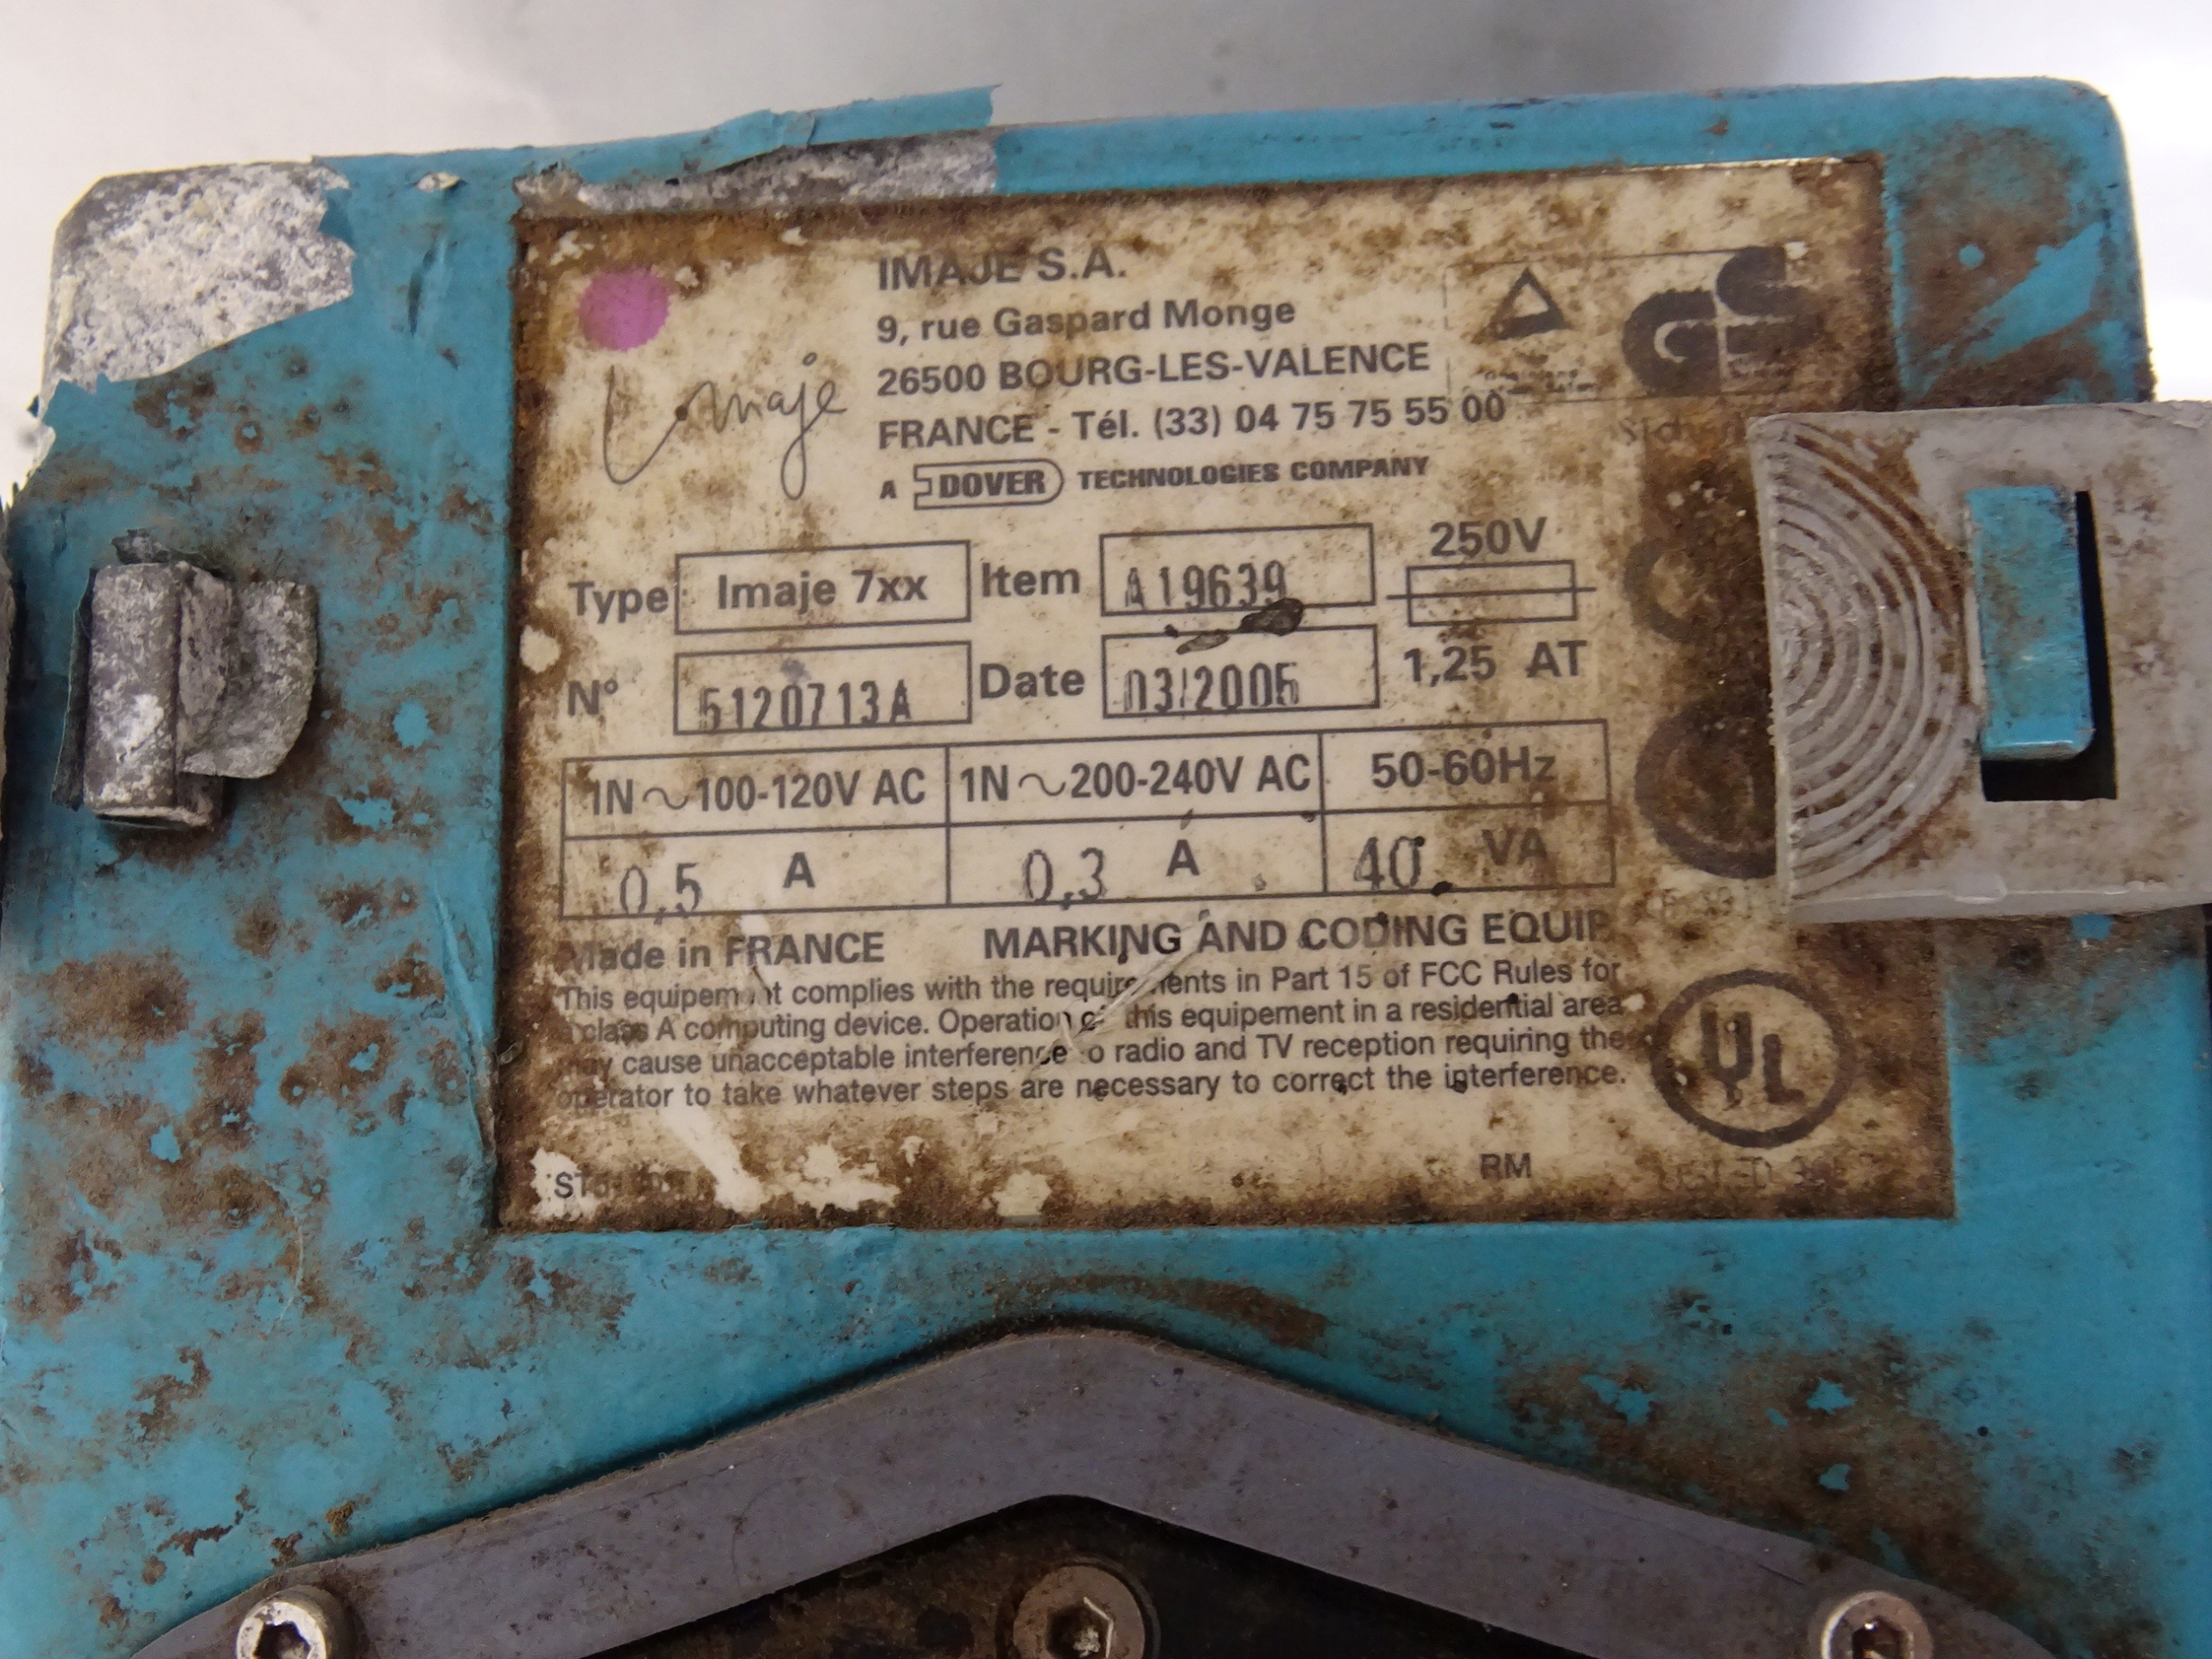 IMAJE S.A.
9, rue Gaspard Monge
26500 BOURG-LES-VALENCE
FRANCE - Tél. (33) 04 75 75 55 00
Imaje
A DOVER TECHNOLOGIES COMPANY
GS
Type Imaje 7xx Item A19639 250V
N° 5120713A Date 03/2005 1,25 AT
1N ~ 100-120V AC 1N ~ 200-240V AC 50-60Hz
0,5 A 0,3 A 40 VA
Made in FRANCE MARKING AND CODING EQUIP.
This equipement complies with the requirements in Part 15 of FCC Rules for
a class A computing device. Operation of this equipement in a residential area
may cause unacceptable interference to radio and TV reception requiring the
operator to take whatever steps are necessary to correct the interference.
UL
RM